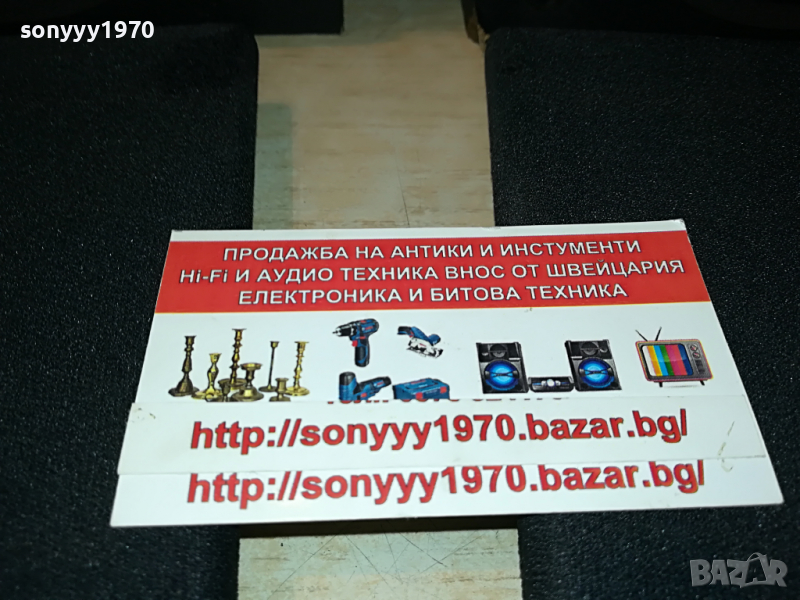 sonyyy1970
ПРОДАЖБА НА АНТИКИ И ИНСТУМЕНТИ
Hi-Fi И АУДИО ТЕХНИКА ВНОС ОТ ШВЕЙЦАРИЯ
ЕЛЕКТРОНИКА И БИТОВА ТЕХНИКА
http://sonyyy1970.bazar.bg/
http://sonyyy1970.bazar.bg/
BAZAR